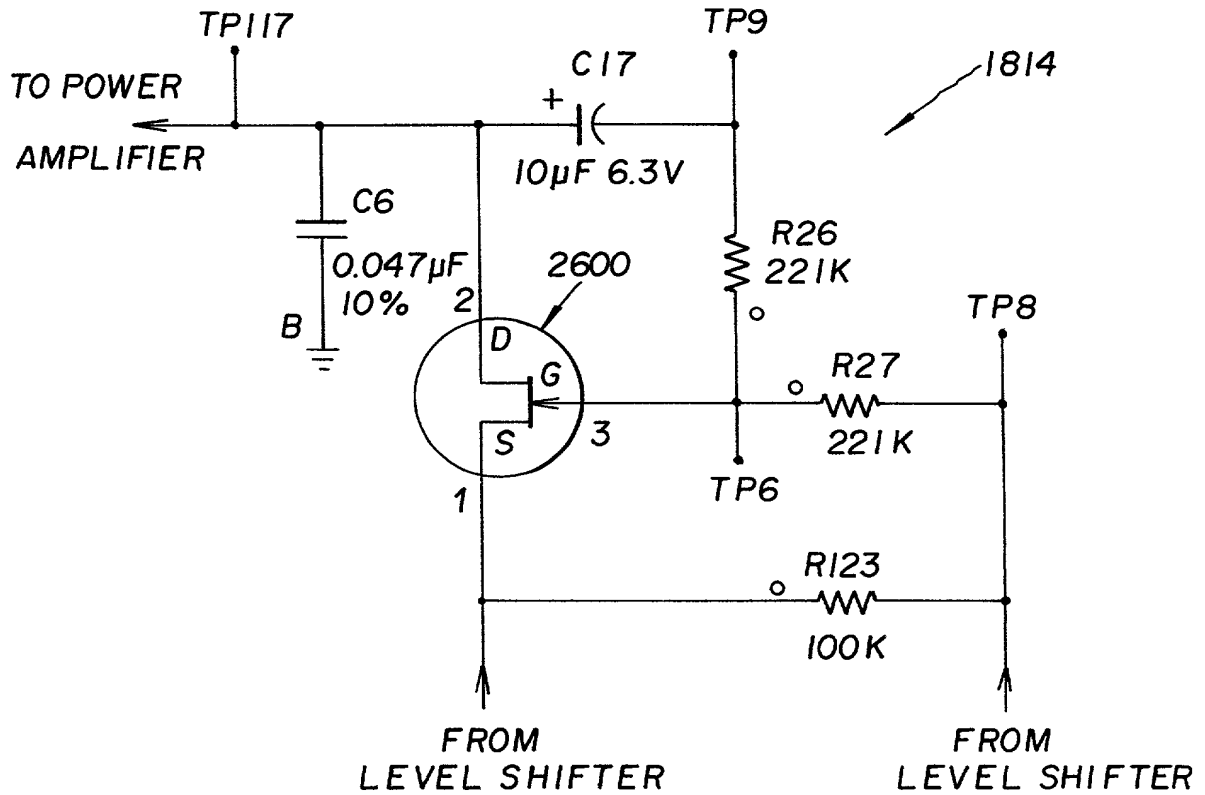 TP117
TP9
C17
1814
TO POWER
+
AMPLIFIER
10µF 6.3V
C6
R26
0.047µF
2600
221K
10%
2
TP8
B
D
G
R27
S
3
221K
1
TP6
R123
100K
FROM
LEVEL SHIFTER
FROM
LEVEL SHIFTER